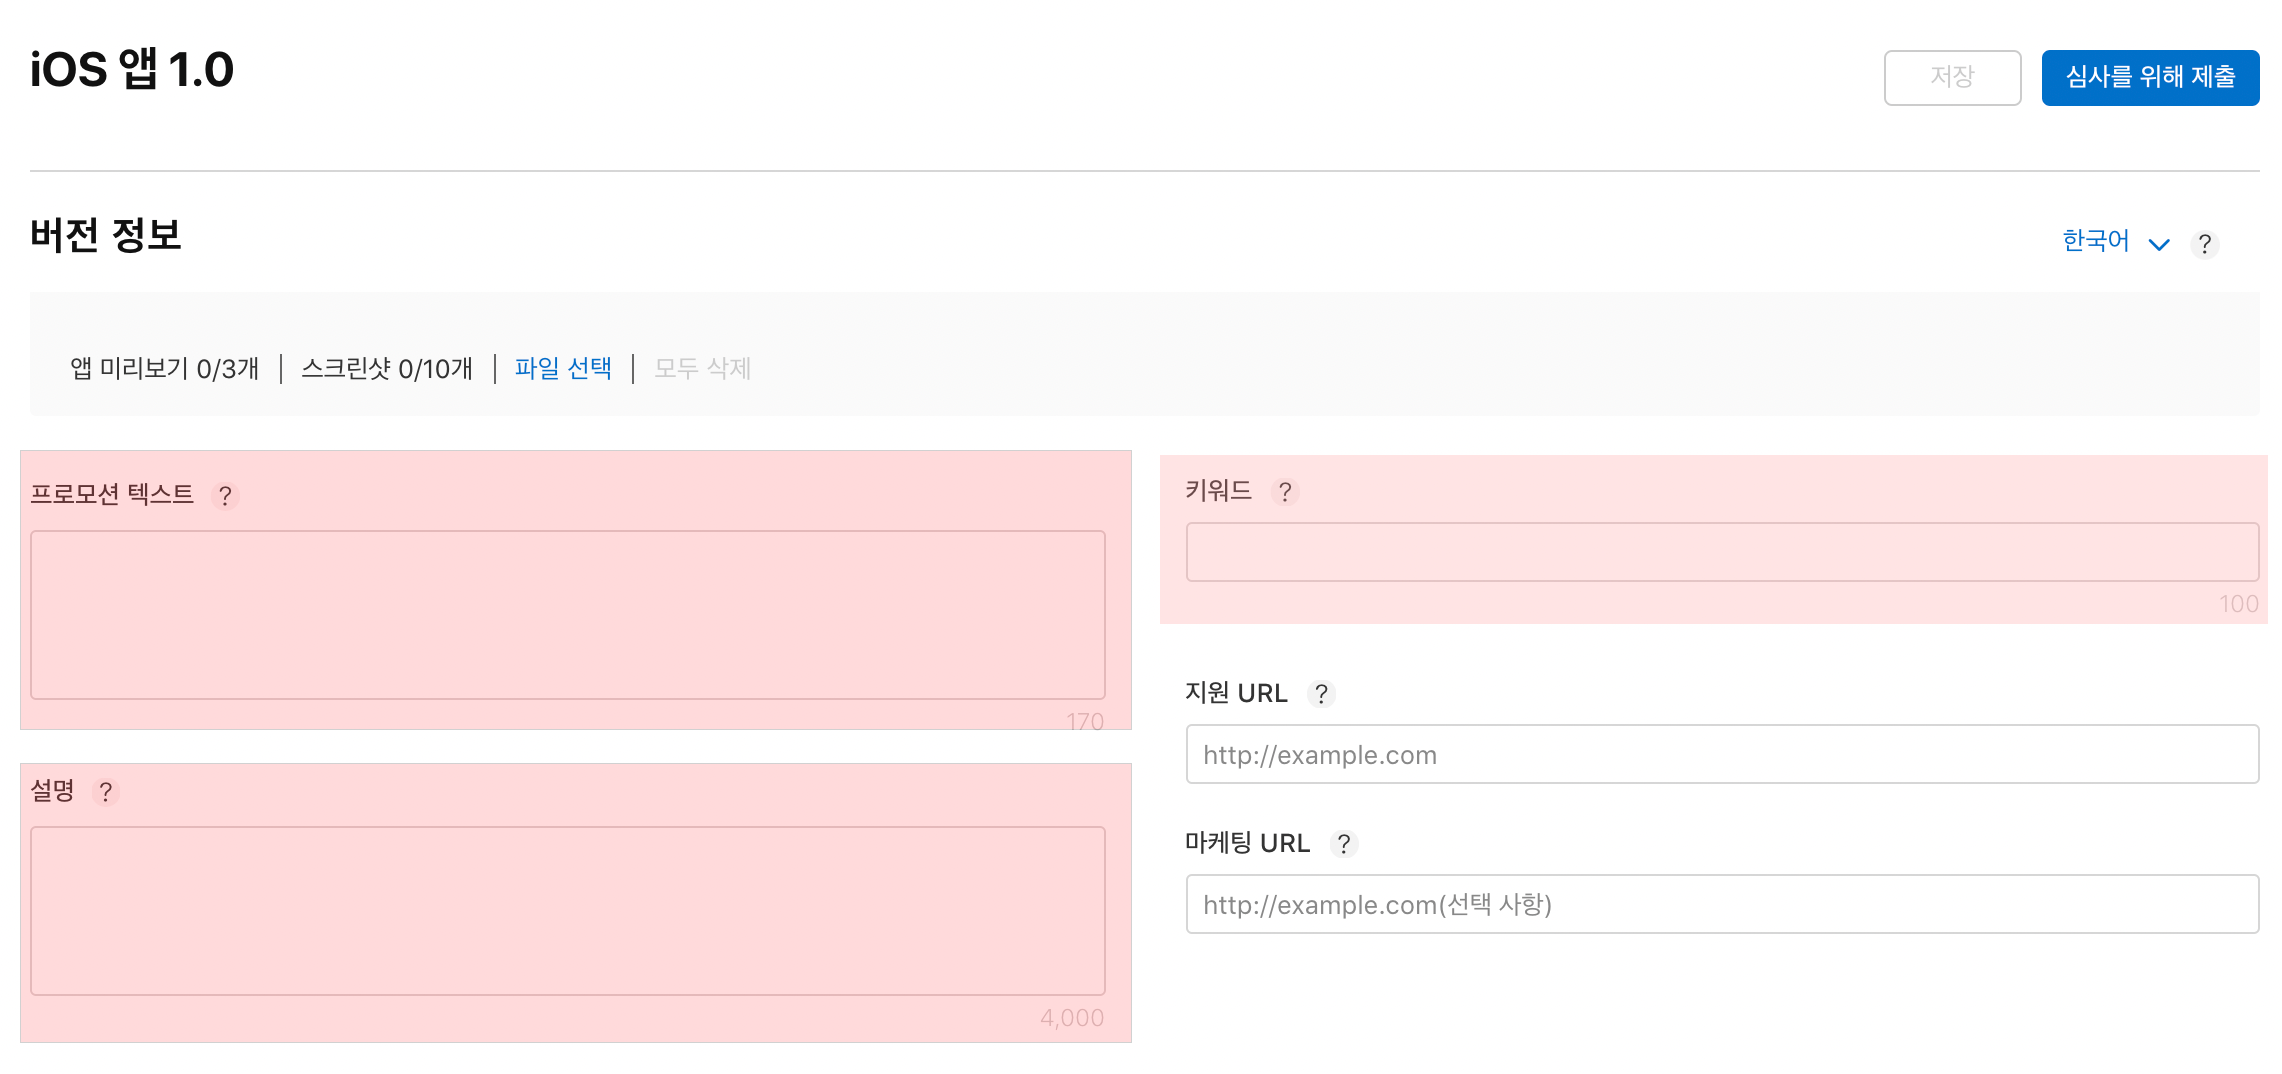 iOS 앱 1.0
저장
심사를 위해 제출
버전 정보
한국어
?
앱 미리보기 0/3개 | 스크린샷 0/10개 | 파일 선택 | 모두 삭제
프로모션 텍스트 ?
170
설명 ?
4,000
키워드 ?
100
지원 URL ?
http://example.com
마케팅 URL ?
http://example.com(선택 사항)